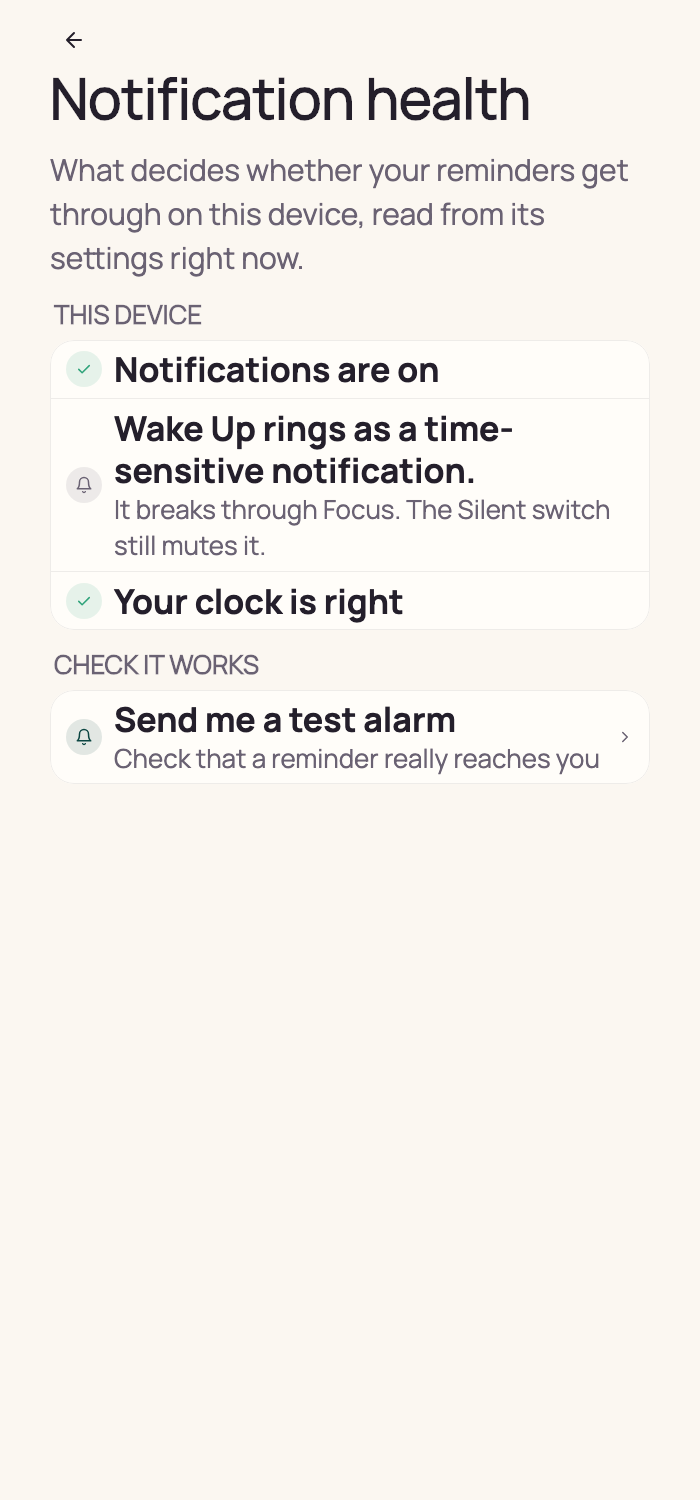 Notification health
What decides whether your reminders get
through on this device, read from its
settings right now.
THIS DEVICE
Notifications are on
Wake Up rings as a time-
sensitive notification.
It breaks through Focus. The Silent switch
still mutes it.
Your clock is right
CHECK IT WORKS
Send me a test alarm
Check that a reminder really reaches you